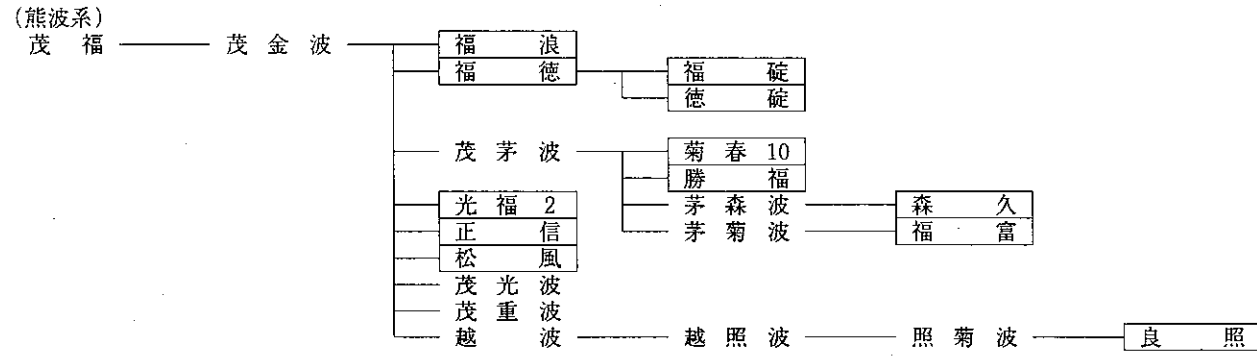 (熊波系)
茂福 茂金波 福浪
福徳 福碇
徳碇
茂茅波 菊春10
勝福
光福2 茅森波 森久
正信 茅菊波 福富
松風
茂光波
茂重波
越波 越照波 照菊波 良照